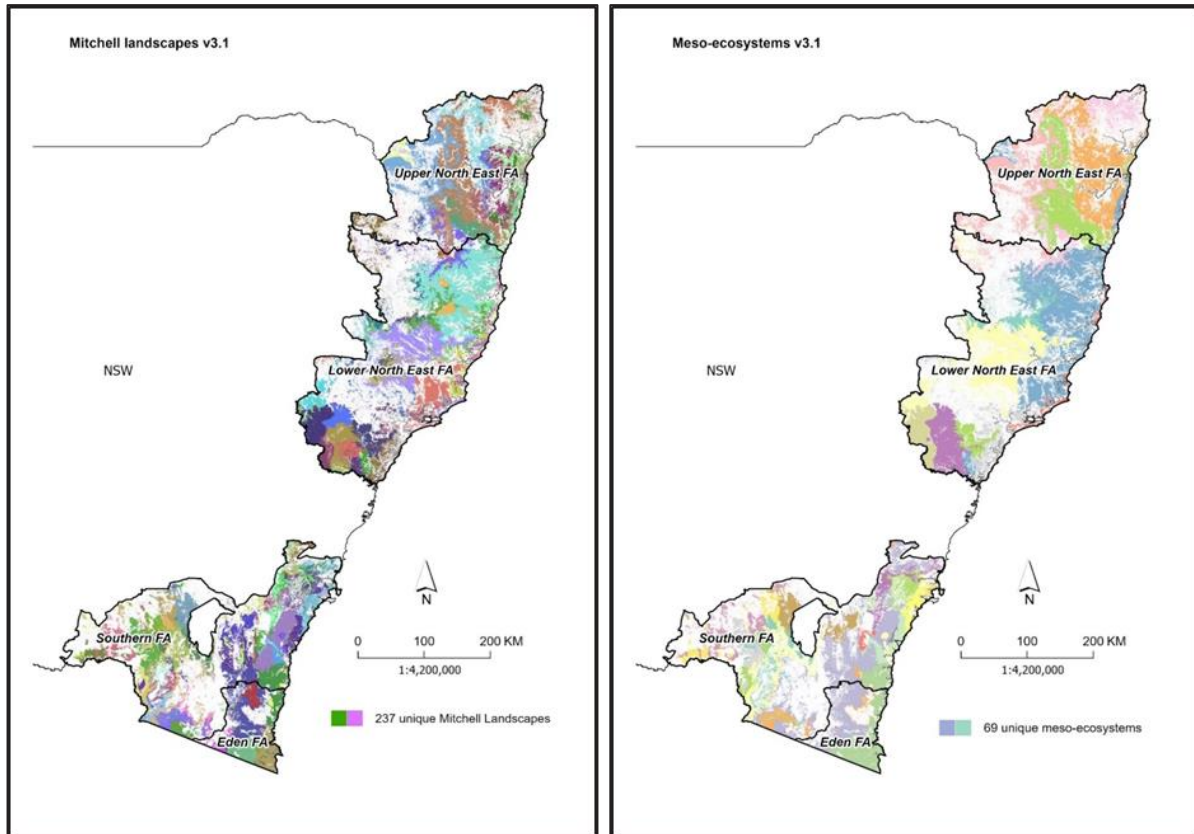 Mitchell landscapes v3.1
Upper North East FA
NSW
Lower North East FA
N
Southern FA
0 100 200 KM
1:4,200,000
237 unique Mitchell Landscapes
Eden FA
Meso-ecosystems v3.1
Upper North East FA
NSW
Lower North East FA
N
Southern FA
0 100 200 KM
1:4,200,000
69 unique meso-ecosystems
Eden FA